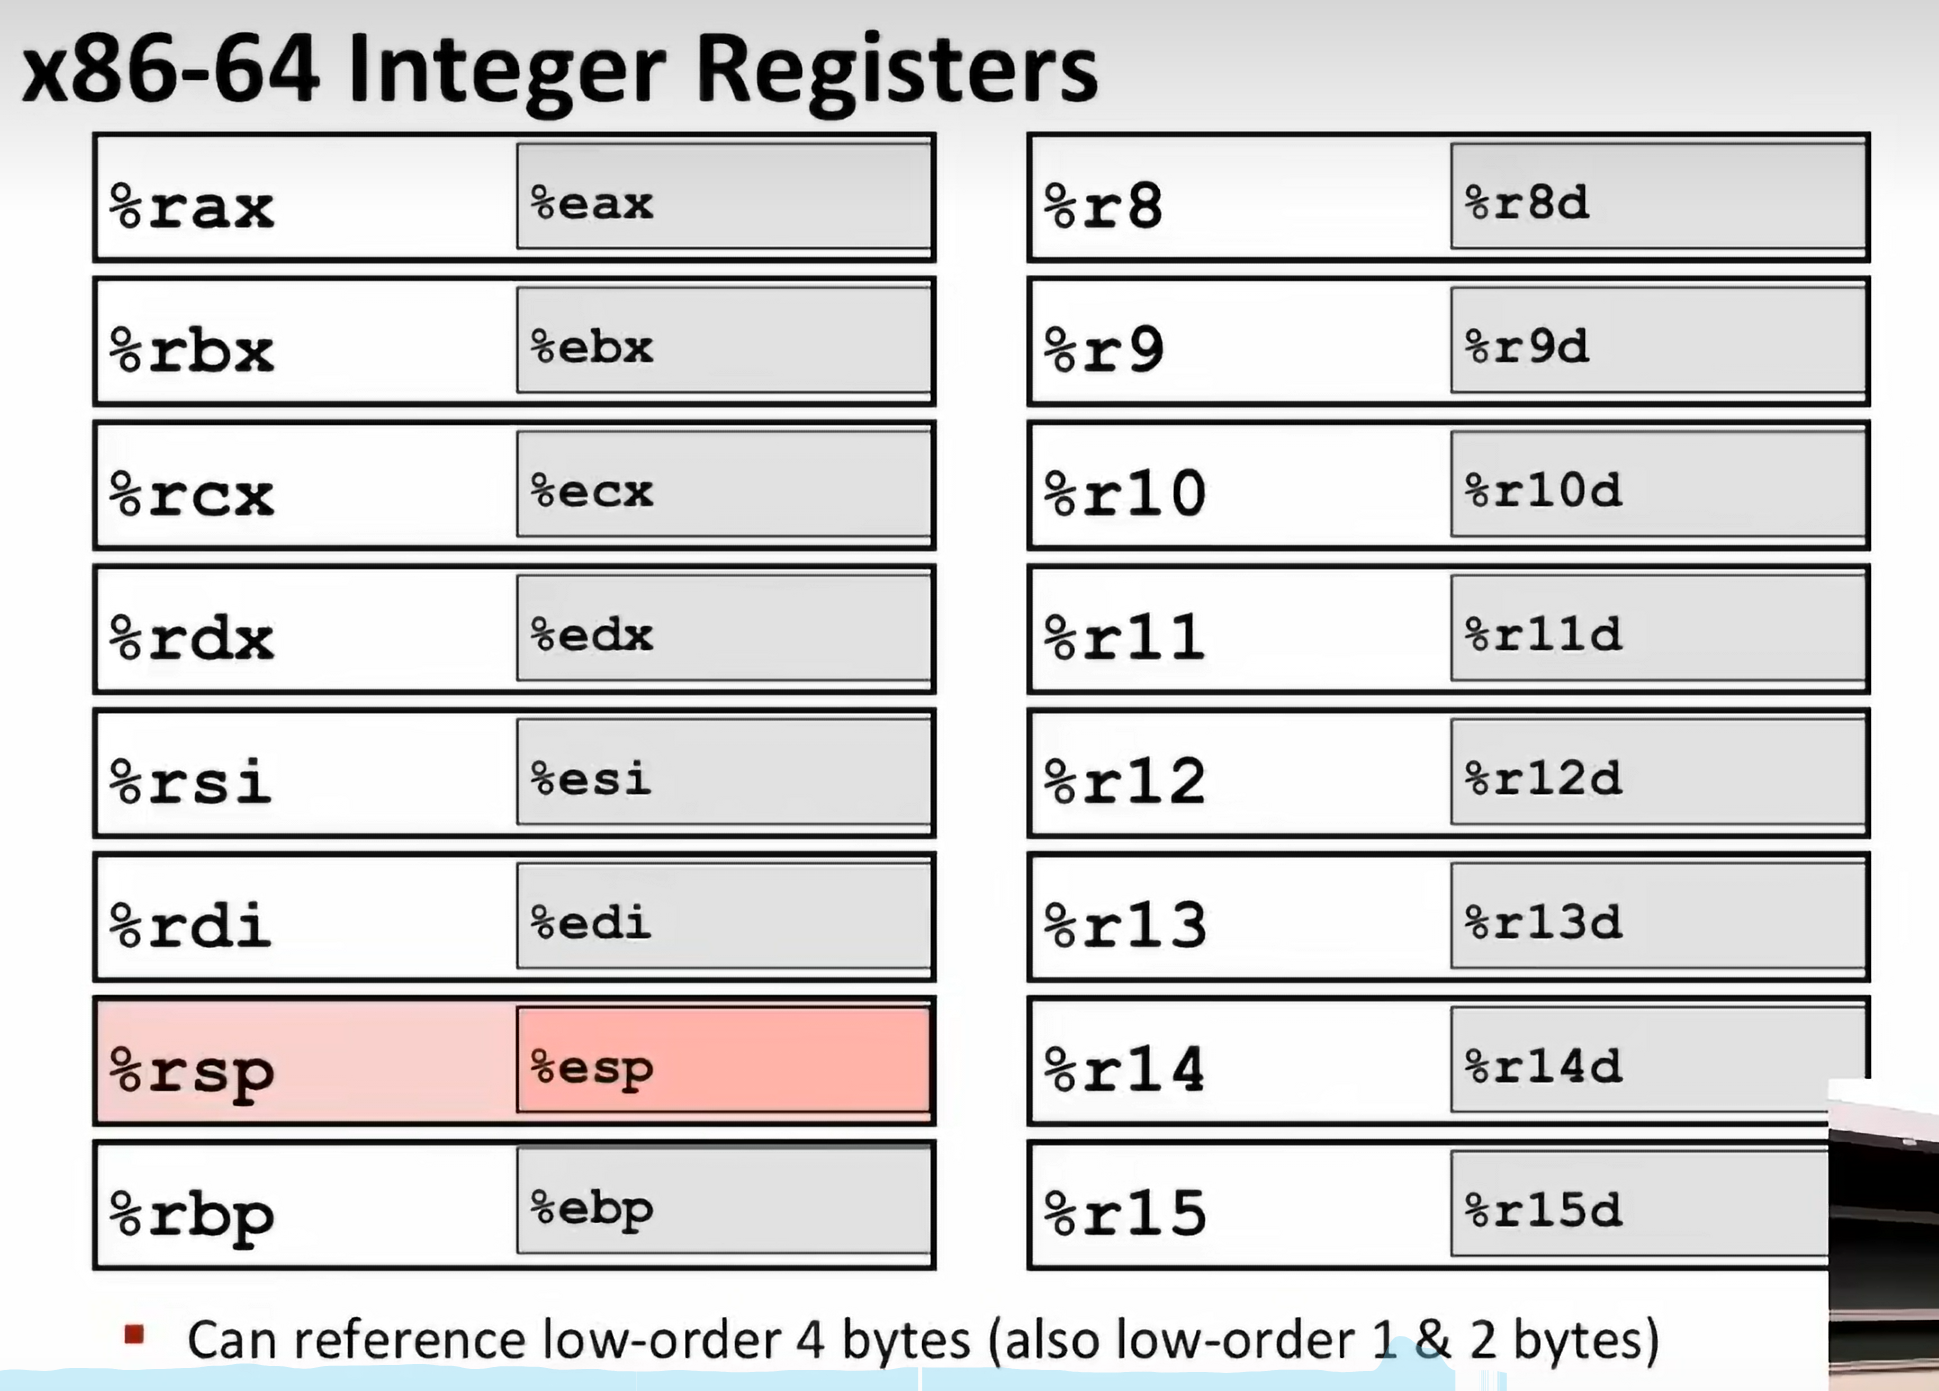 x86-64 Integer Registers
%rax %eax %r8 %r8d
%rbx %ebx %r9 %r9d
%rcx %ecx %r10 %r10d
%rdx %edx %r11 %r11d
%rsi %esi %r12 %r12d
%rdi %edi %r13 %r13d
%rsp %esp %r14 %r14d
%rbp %ebp %r15 %r15d
▪ Can reference low-order 4 bytes (also low-order 1 & 2 bytes)